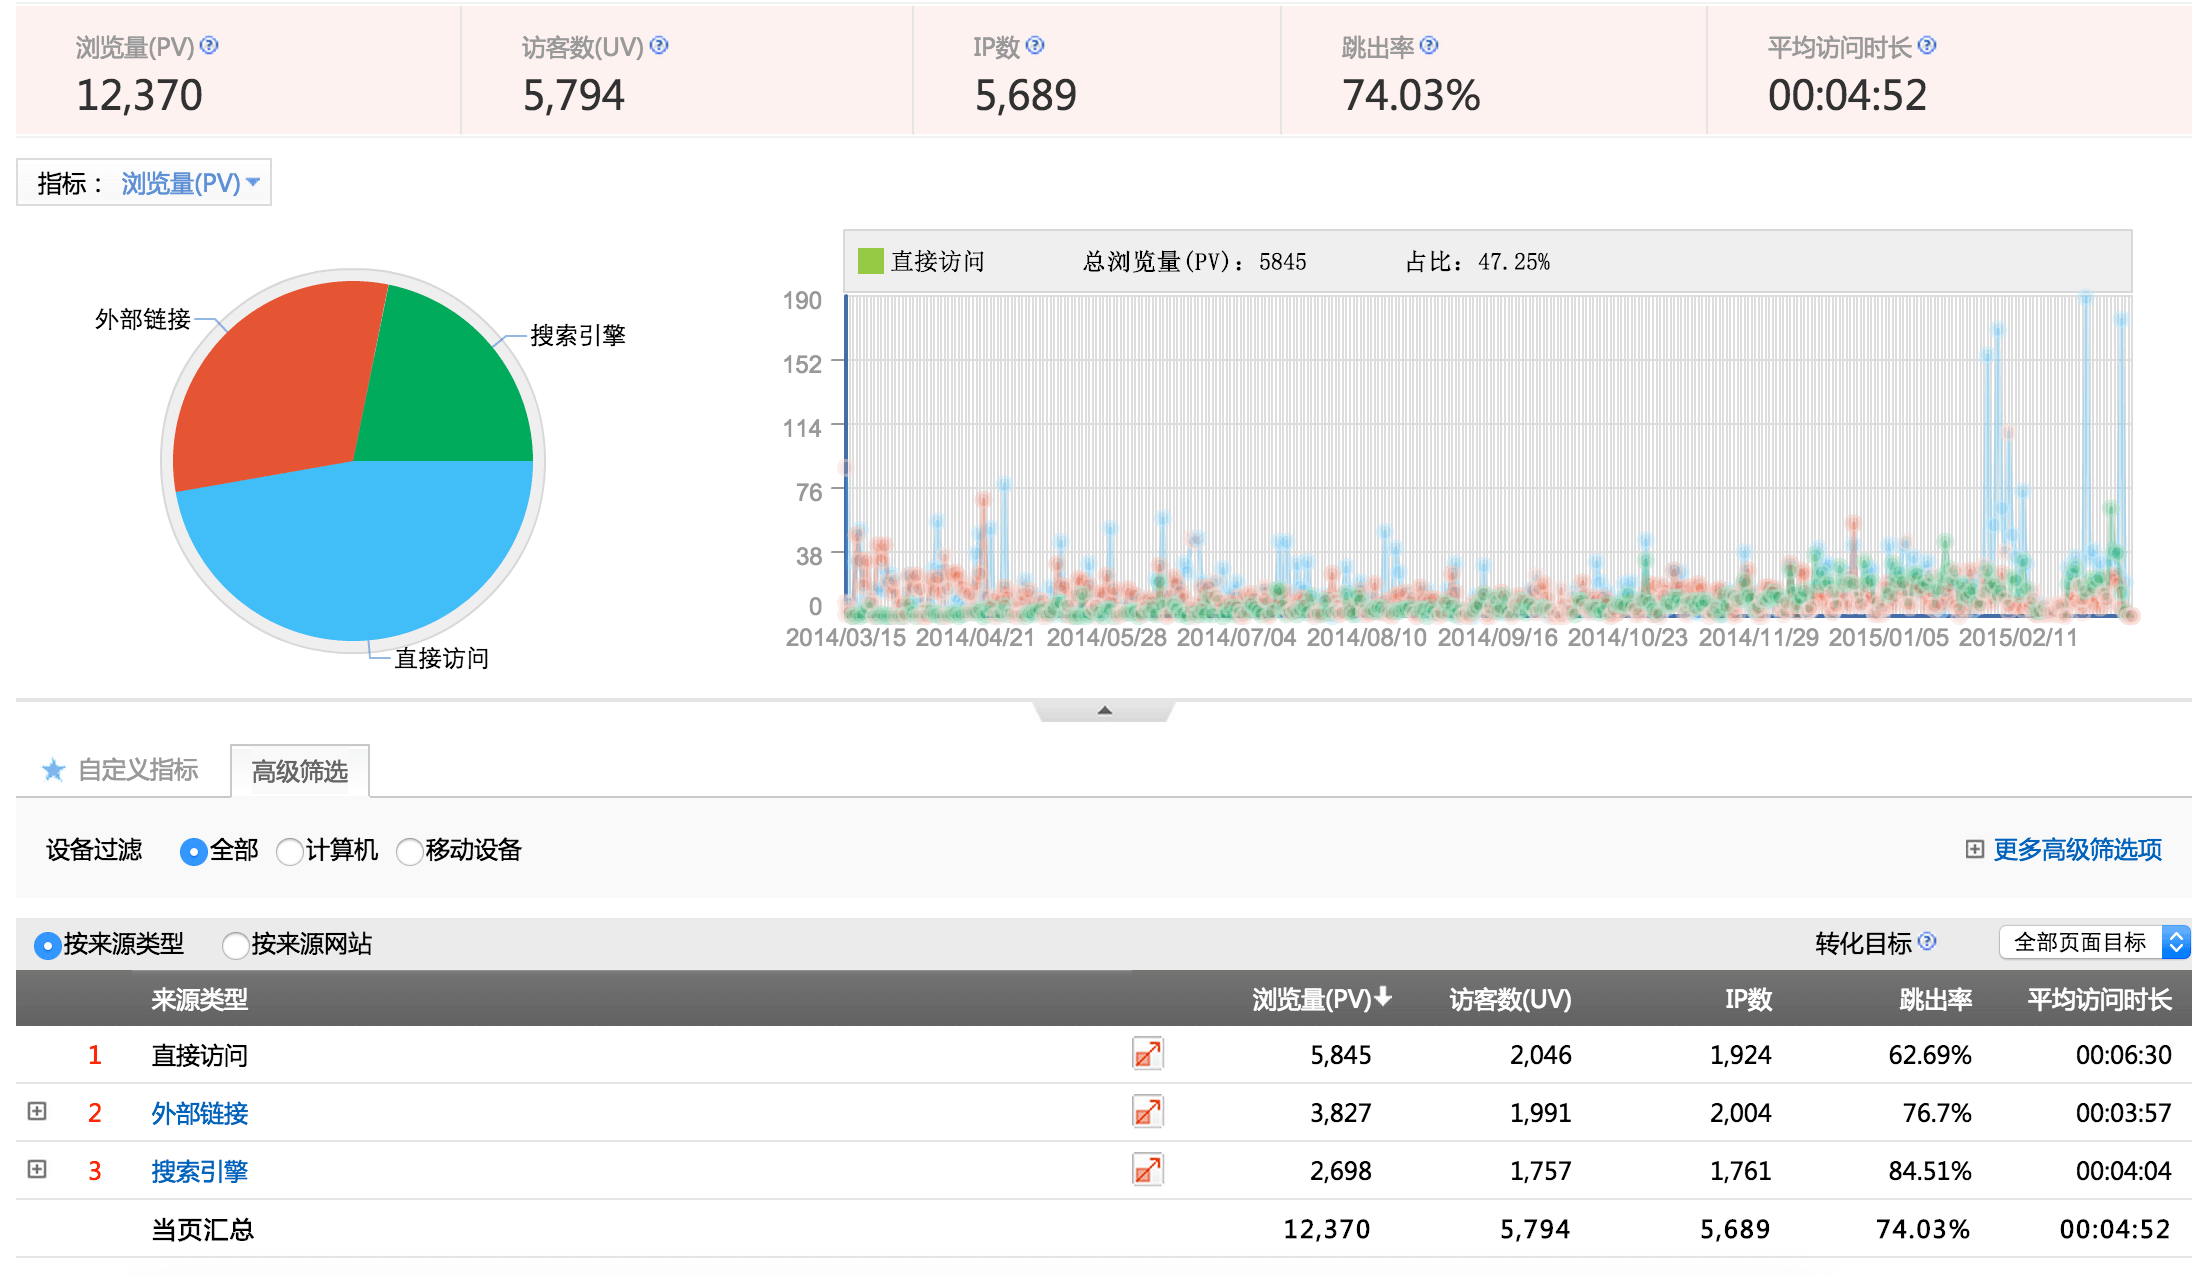 浏览量(PV) 访客数(UV) IP数 跳出率 平均访问时长
12,370 5,794 5,689 74.03% 00:04:52
指标： 浏览量(PV)
外部链接
搜索引擎
直接访问
直接访问 总浏览量(PV)：5845 占比：47.25%
190
152
114
76
38
0
2014/03/15 2014/04/21 2014/05/28 2014/07/04 2014/08/10 2014/09/16 2014/10/23 2014/11/29 2015/01/05 2015/02/11
自定义指标 高级筛选
设备过滤 全部 计算机 移动设备 更多高级筛选项
按来源类型 按来源网站 转化目标 全部页面目标
来源类型 浏览量(PV) 访客数(UV) IP数 跳出率 平均访问时长
1 直接访问 5,845 2,046 1,924 62.69% 00:06:30
2 外部链接 3,827 1,991 2,004 76.7% 00:03:57
3 搜索引擎 2,698 1,757 1,761 84.51% 00:04:04
当页汇总 12,370 5,794 5,689 74.03% 00:04:52